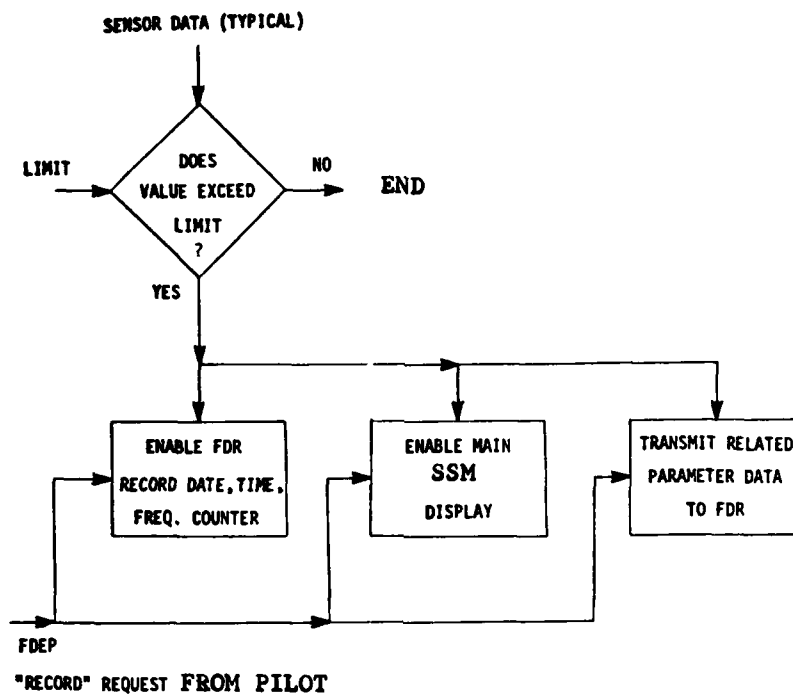 SENSOR DATA (TYPICAL)
LIMIT
DOES
VALUE EXCEED
LIMIT
?
NO
END
YES
ENABLE FDR
RECORD DATE, TIME,
FREQ. COUNTER
ENABLE MAIN
SSM
DISPLAY
TRANSMIT RELATED
PARAMETER DATA
TO FDR
FDEP
"RECORD" REQUEST FROM PILOT